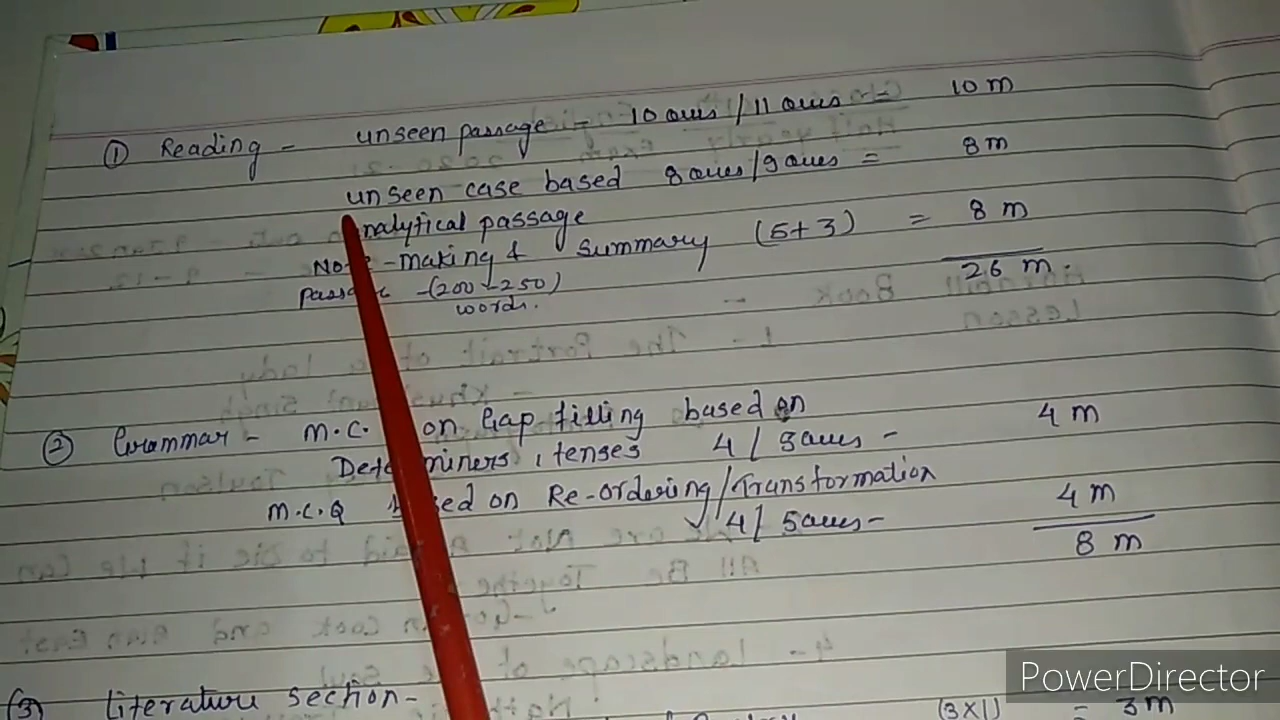 ① Reading - unseen passage - 10 ques / 11 ques = 10 m
unseen case based 8 ques / 9 ques = 8 m
analytical passage
Note-making & Summary (5+3) = 8 m
passage - (200 - 250) words.
26 m.
② Grammar - M.C. on Gap filling based on
Determiners, tenses 4 / 5 ques - 4 m
M.C.Q based on Re-ordering / Transformation
4 / 5 ques - 4 m
8 m
(3) Literature section-
(3x1) = 3 m
PowerDirector